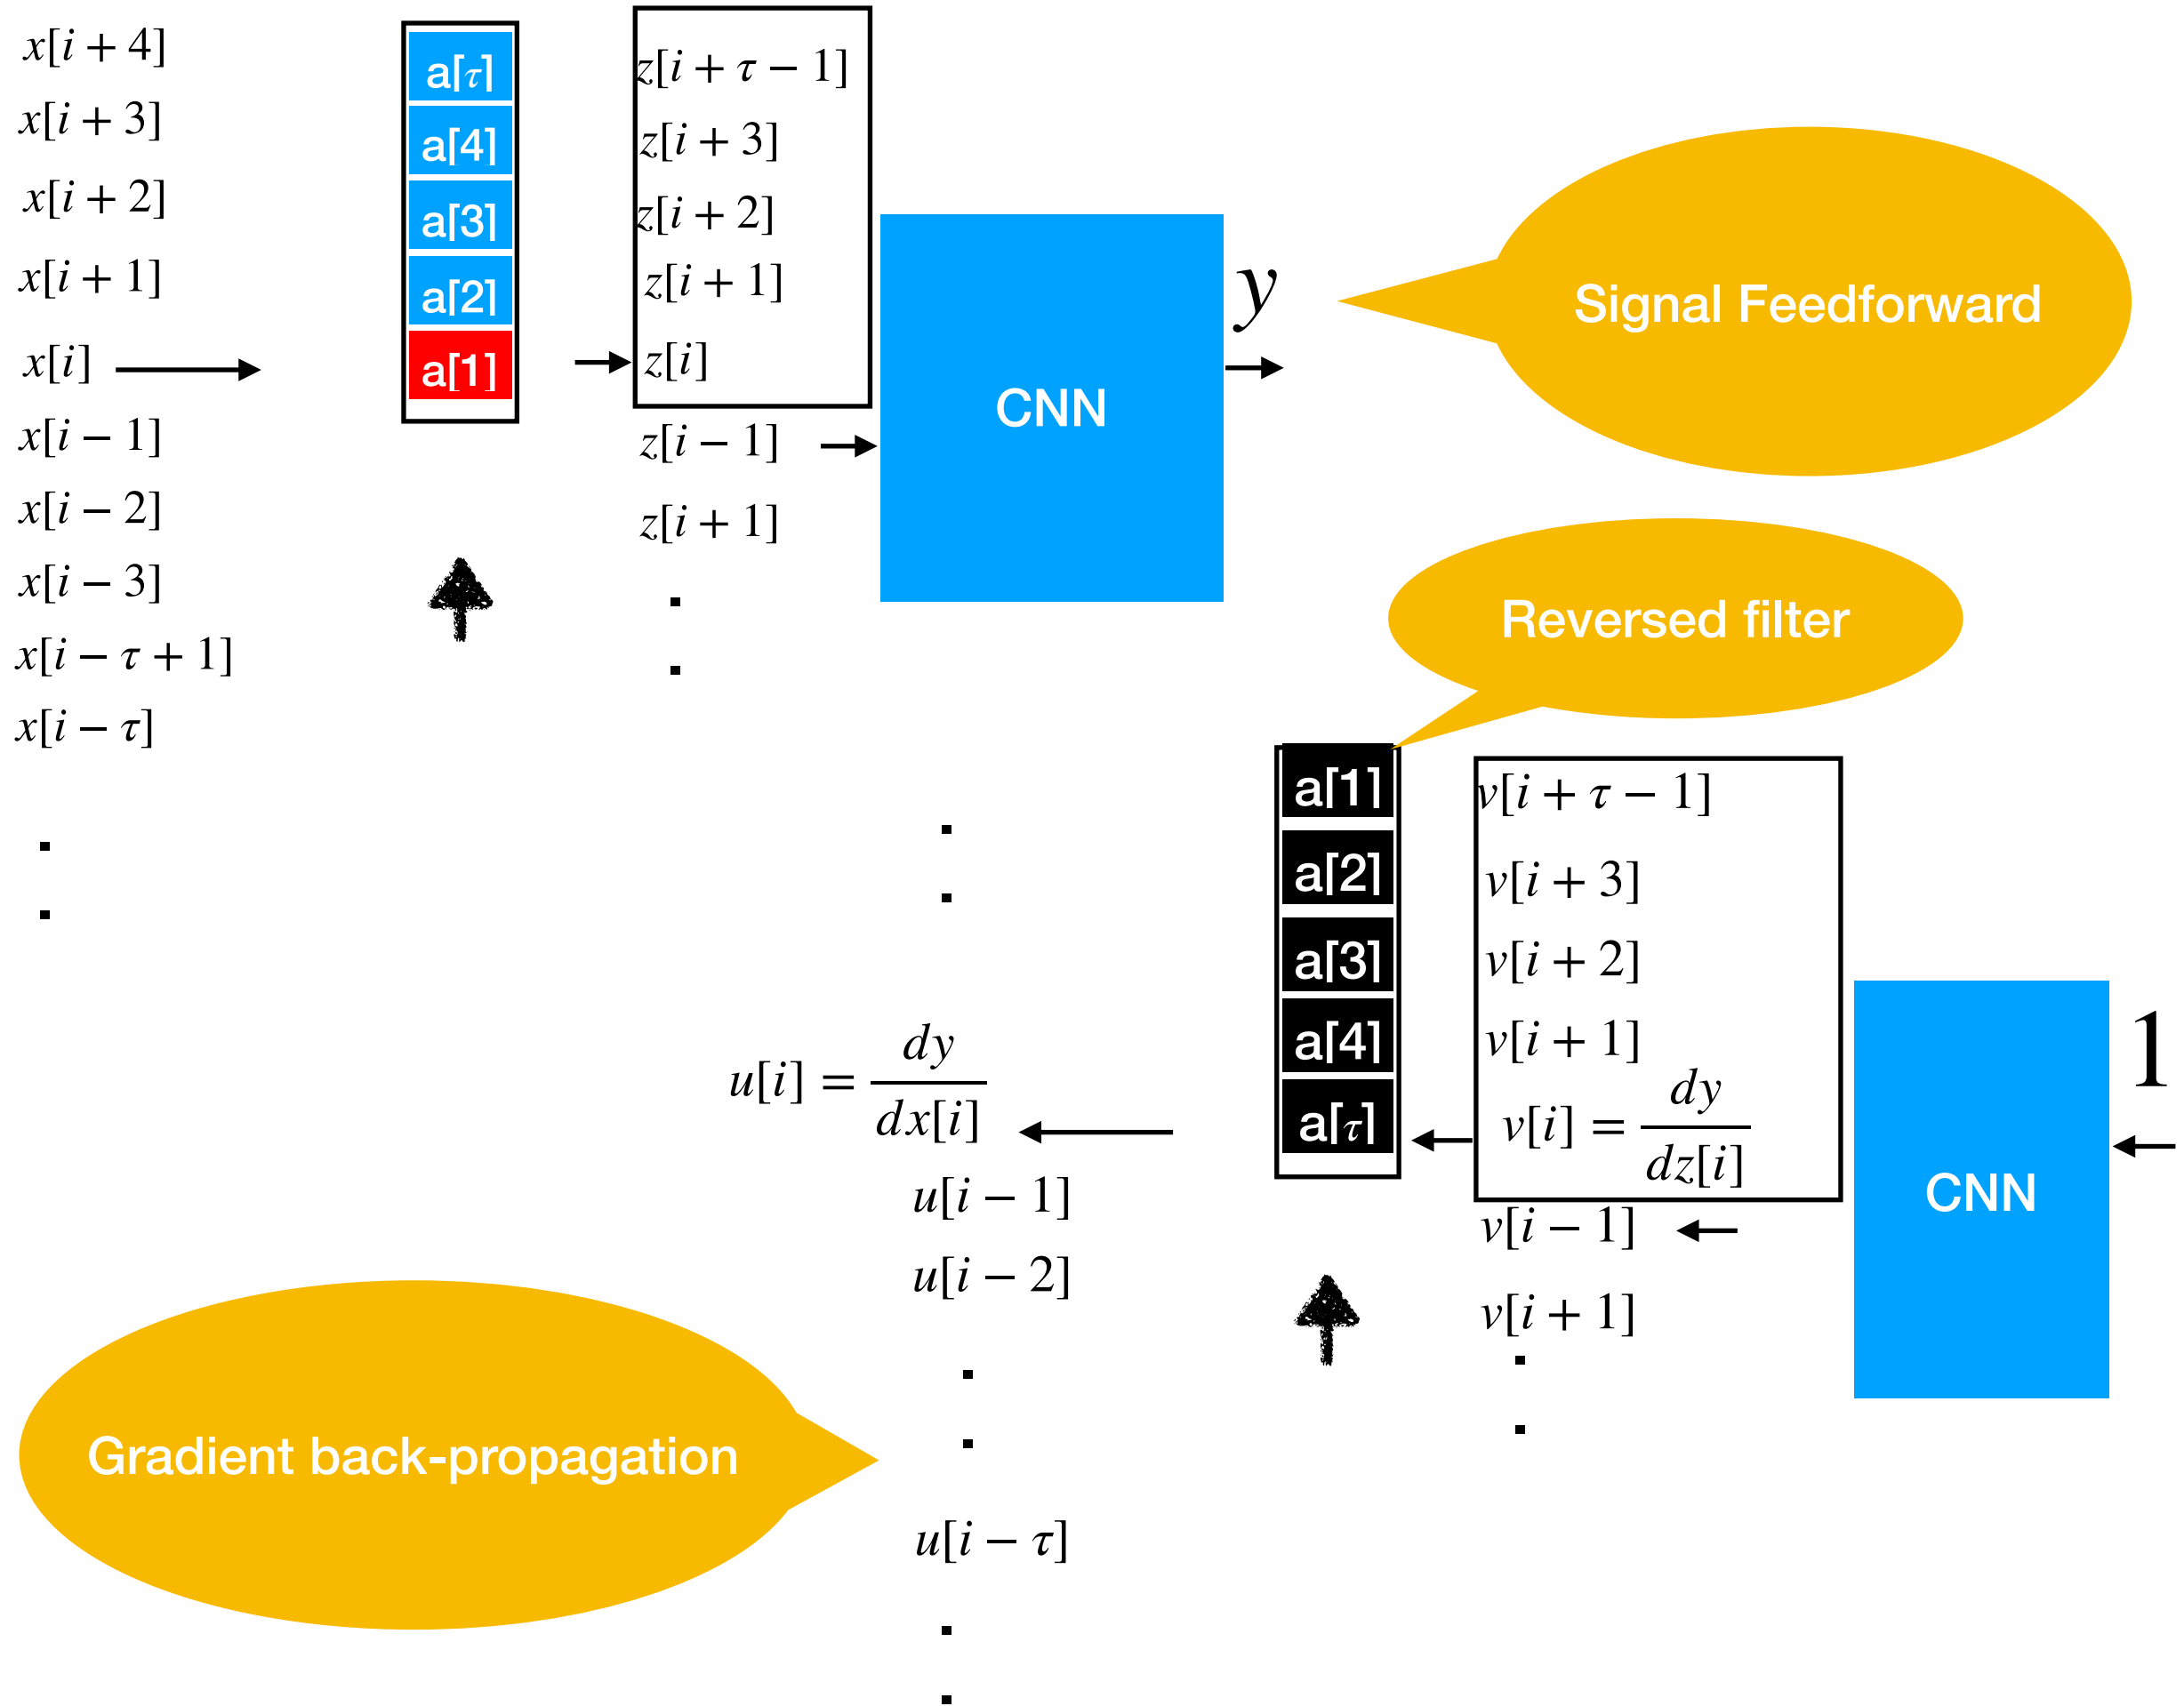 x[i + 4]
x[i + 3]
x[i + 2]
x[i + 1]
x[i]
x[i − 1]
x[i − 2]
x[i − 3]
x[i − τ + 1]
x[i − τ]
a[τ]
a[4]
a[3]
a[2]
a[1]
z[i + τ − 1]
z[i + 3]
z[i + 2]
z[i + 1]
z[i]
z[i − 1]
z[i + 1]
CNN
y
Signal Feedforward
Reversed filter
a[1]
a[2]
a[3]
a[4]
a[τ]
v[i + τ − 1]
v[i + 3]
v[i + 2]
v[i + 1]
v[i] = dy/dz[i]
v[i − 1]
v[i + 1]
CNN
1
u[i] = dy/dx[i]
u[i − 1]
u[i − 2]
u[i − τ]
Gradient back-propagation